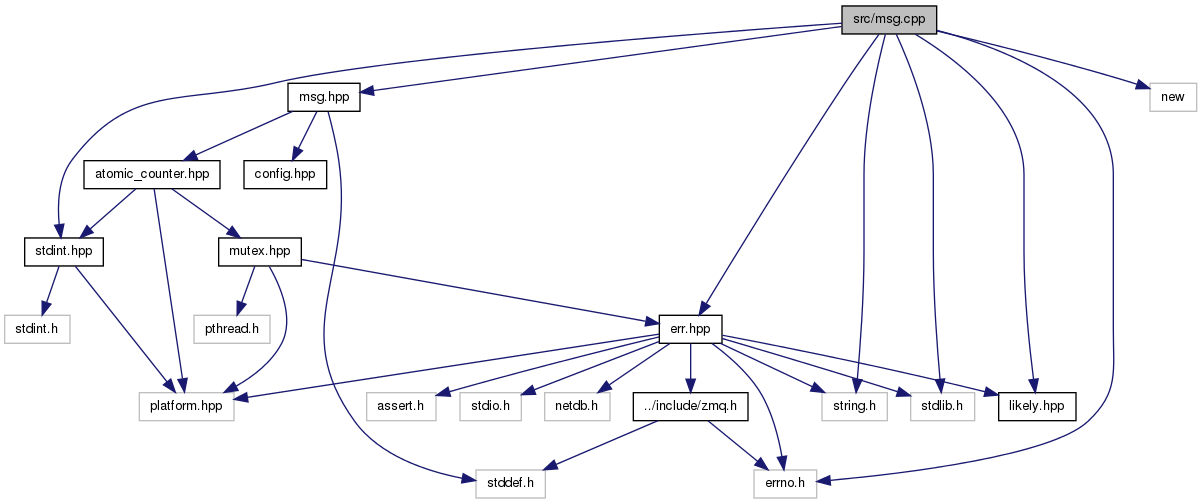 src/msg.cpp
msg.hpp
new
atomic_counter.hpp
config.hpp
stdint.hpp
mutex.hpp
stdint.h
pthread.h
err.hpp
platform.hpp
assert.h
stdio.h
netdb.h
../include/zmq.h
string.h
stdlib.h
likely.hpp
stddef.h
errno.h